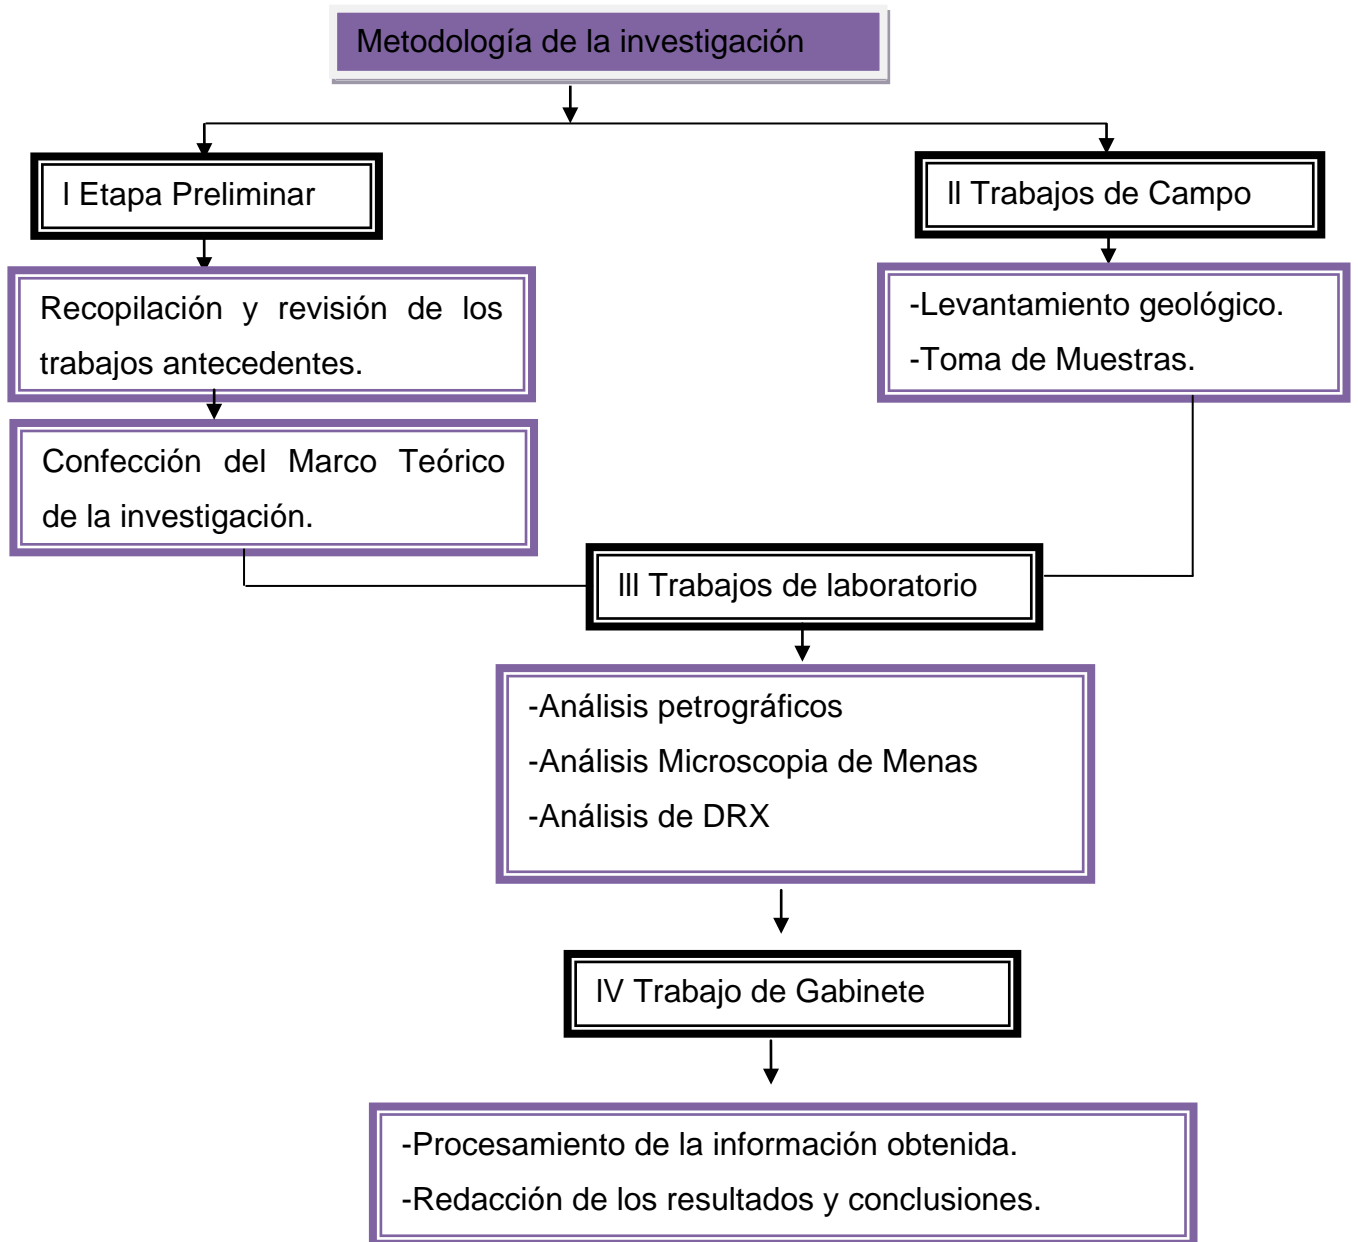 Metodología de la investigación
I Etapa Preliminar
II Trabajos de Campo
Recopilación y revisión de los
trabajos antecedentes.
-Levantamiento geológico.
-Toma de Muestras.
Confección del Marco Teórico
de la investigación.
III Trabajos de laboratorio
-Análisis petrográficos
-Análisis Microscopia de Menas
-Análisis de DRX
IV Trabajo de Gabinete
-Procesamiento de la información obtenida.
-Redacción de los resultados y conclusiones.